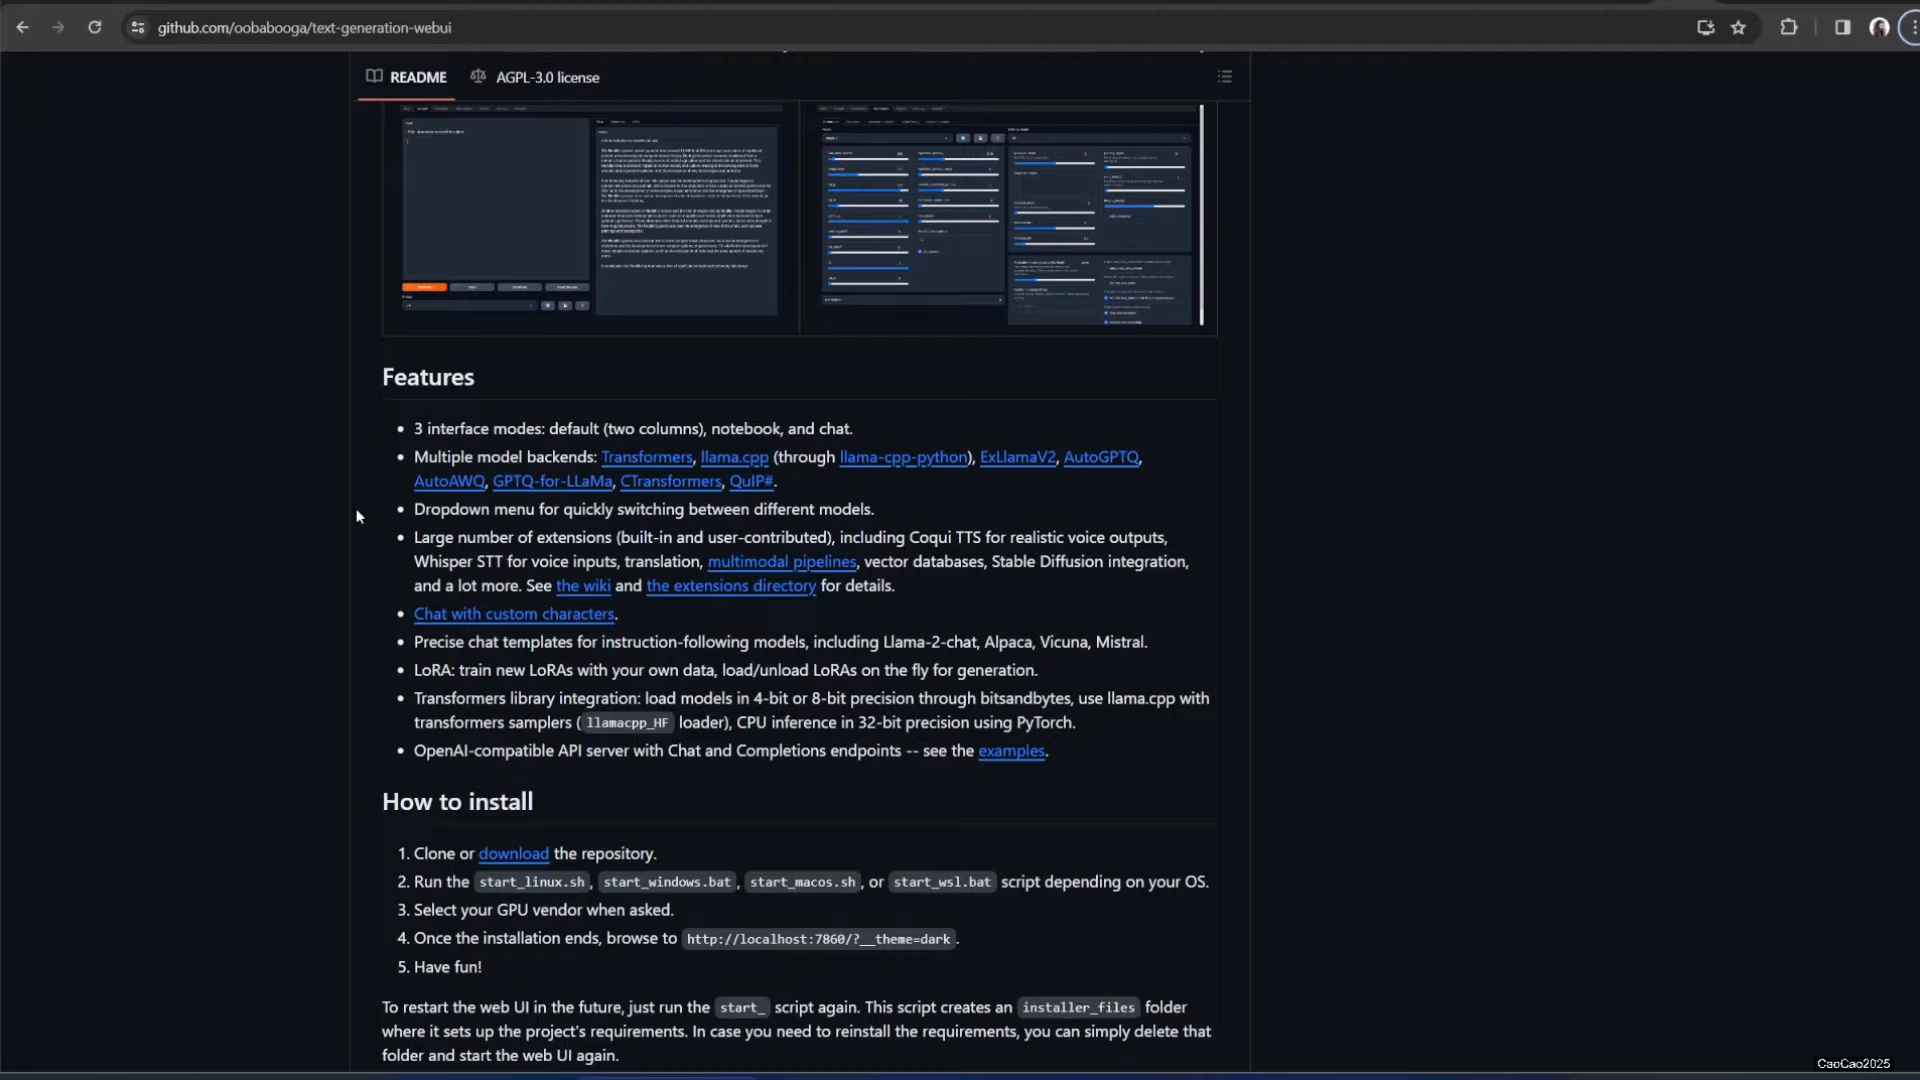 github.com/oobabooga/text-generation-webui
README
AGPL-3.0 license
Features
3 interface modes: default (two columns), notebook, and chat.
Multiple model backends: Transformers, llama.cpp (through llama-cpp-python), ExLlamaV2, AutoGPTQ,
AutoAWQ, GPTQ-for-LLaMa, CTransformers, QuIP#.
Dropdown menu for quickly switching between different models.
Large number of extensions (built-in and user-contributed), including Coqui TTS for realistic voice outputs,
Whisper STT for voice inputs, translation, multimodal pipelines, vector databases, Stable Diffusion integration,
and a lot more. See the wiki and the extensions directory for details.
Chat with custom characters.
Precise chat templates for instruction-following models, including Llama-2-chat, Alpaca, Vicuna, Mistral.
LoRA: train new LoRAs with your own data, load/unload LoRAs on the fly for generation.
Transformers library integration: load models in 4-bit or 8-bit precision through bitsandbytes, use llama.cpp with
transformers samplers ( llamacpp_HF loader), CPU inference in 32-bit precision using PyTorch.
OpenAI-compatible API server with Chat and Completions endpoints -- see the examples.
How to install
1. Clone or download the repository.
2. Run the start_linux.sh, start_windows.bat, start_macos.sh, or start_wsl.bat script depending on your OS.
3. Select your GPU vendor when asked.
4. Once the installation ends, browse to http://localhost:7860/?__theme=dark.
5. Have fun!
To restart the web UI in the future, just run the start_ script again. This script creates an installer_files folder
where it sets up the project's requirements. In case you need to reinstall the requirements, you can simply delete that
folder and start the web UI again.
CaoCao2025